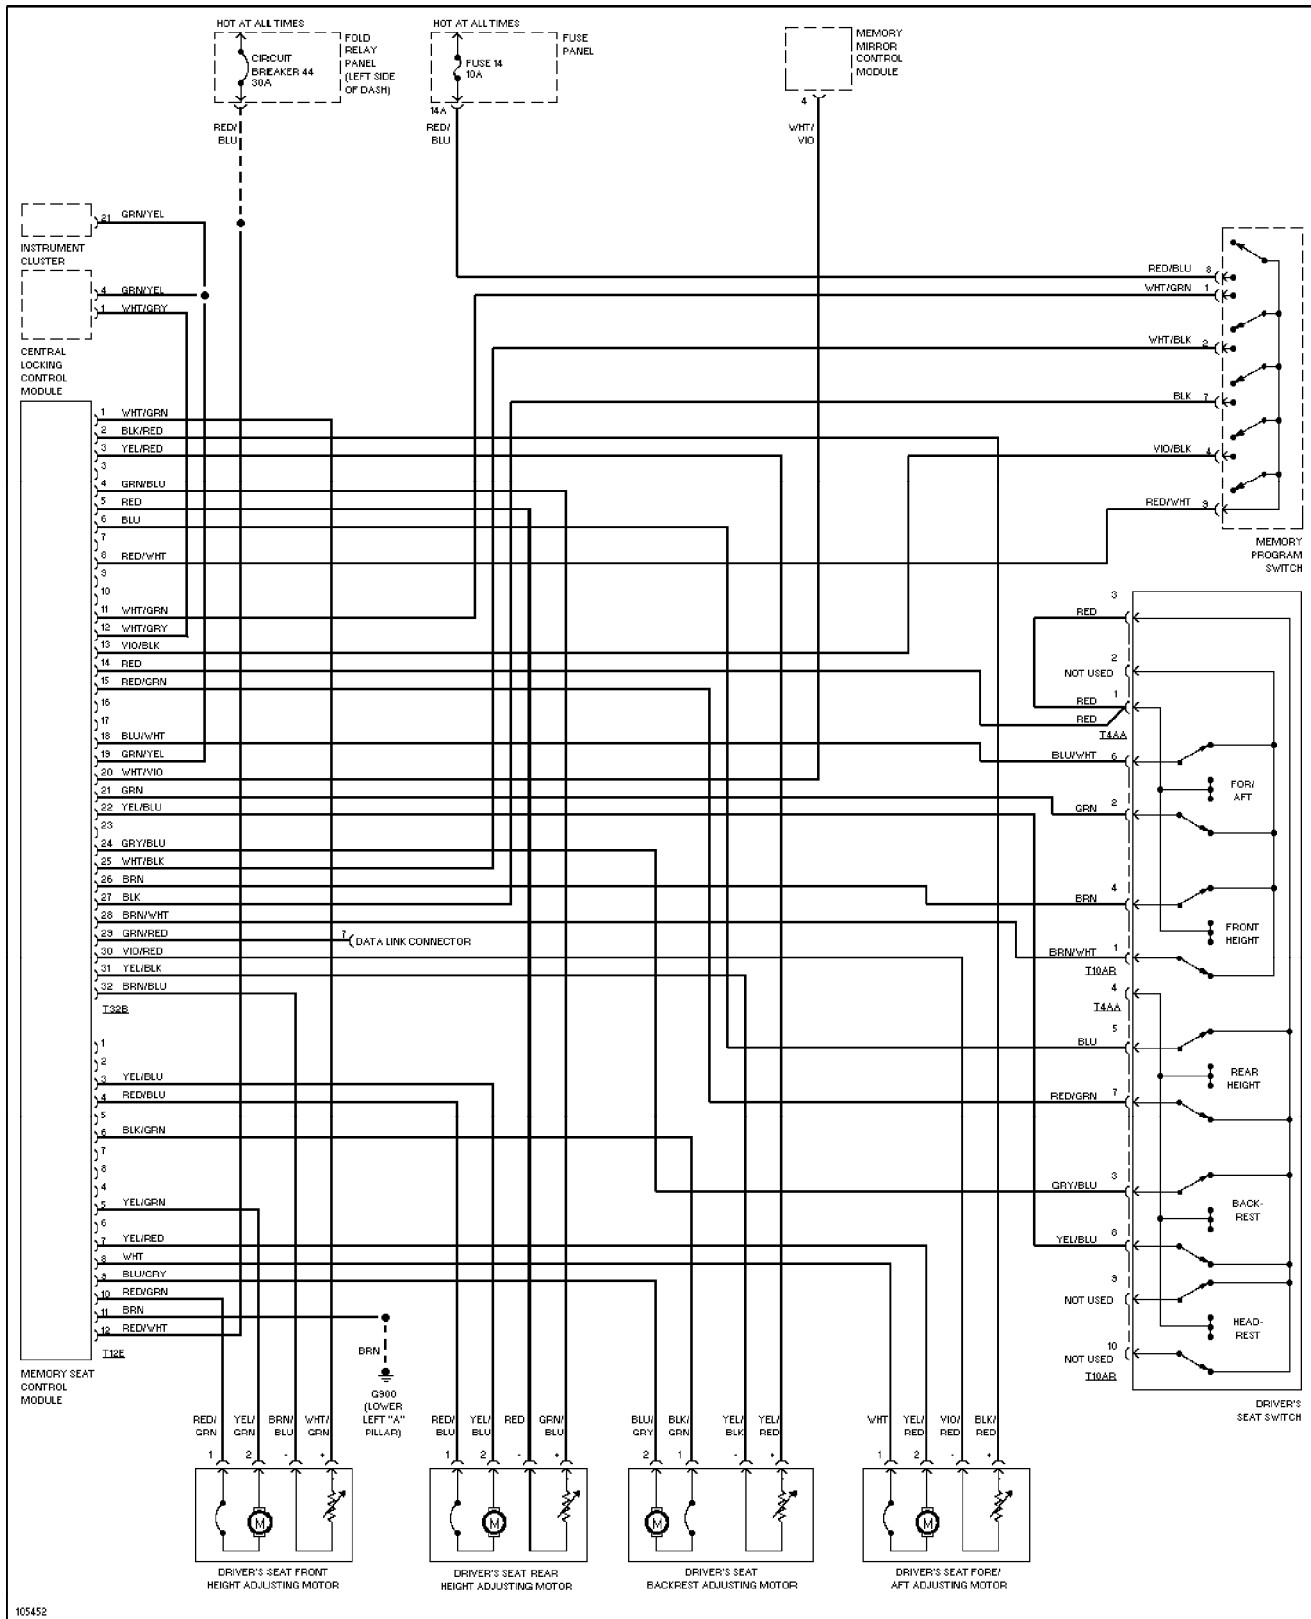 HOT AT ALL TIMES
FOLD
RELAY
PANEL
(LEFT SIDE
OF DASH)
CIRCUIT
BREAKER 44
30A
RED/
BLU
HOT AT ALL TIMES
FUSE
PANEL
FUSE 14
10A
14A
RED/
BLU
MEMORY
MIRROR
CONTROL
MODULE
4
WHT/
VIO
21 GRN/YEL
INSTRUMENT
CLUSTER
4 GRN/YEL
1 WHT/GRY
CENTRAL
LOCKING
CONTROL
MODULE
RED/BLU 8
WHT/GRN 1
WHT/BLK 2
BLK 7
VIO/BLK 4
RED/WHT 9
MEMORY
PROGRAM
SWITCH
1 WHT/GRN
2 BLK/RED
3 YEL/RED
3
4 GRN/BLU
5 RED
6 BLU
7
8 RED/WHT
9
10
11 WHT/GRN
12 WHT/GRY
13 VIO/BLK
14 RED
15 RED/GRN
16
17
18 BLU/WHT
19 GRN/YEL
20 WHT/VIO
21 GRN
22 YEL/BLU
23
24 GRY/BLU
25 WHT/BLK
26 BRN
27 BLK
28 BRN/WHT
29 GRN/RED
7 DATA LINK CONNECTOR
30 VIO/RED
31 YEL/BLK
32 BRN/BLU
T32B
1
2
3 YEL/BLU
4 RED/BLU
5
6 BLK/GRN
7
8
4
5 YEL/GRN
6
7 YEL/RED
8 WHT
9 BLU/GRY
10 RED/GRN
11 BRN
12 RED/WHT
T12E
MEMORY SEAT
CONTROL
MODULE
BRN
G900
(LOWER
LEFT "A"
PILLAR)
3
RED
2
NOT USED
1
RED
RED
T4AA
BLU/WHT 6
FOR/
AFT
GRN 2
4
BRN
FRONT
HEIGHT
BRN/WHT 1
T10AR
4
T4AA
5
BLU
REAR
HEIGHT
RED/GRN 7
3
GRY/BLU
BACK-
REST
YEL/BLU 8
9
NOT USED
HEAD-
REST
10
NOT USED
T10AR
DRIVER'S
SEAT SWITCH
RED/
GRN
YEL/
GRN
BRN/
BLU
WHT/
GRN
1 2 - +
M
DRIVER'S SEAT FRONT
HEIGHT ADJUSTING MOTOR
RED/
BLU
YEL/
BLU
RED
GRN/
BLU
1 2 - +
M
DRIVER'S SEAT REAR
HEIGHT ADJUSTING MOTOR
BLU/
GRY
BLK/
GRN
YEL/
BLK
YEL/
RED
2 1 - +
M
DRIVER'S SEAT
BACKREST ADJUSTING MOTOR
WHT
YEL/
RED
VIO/
RED
BLK/
RED
1 2 - +
M
DRIVER'S SEAT FORE/
AFT ADJUSTING MOTOR
105452